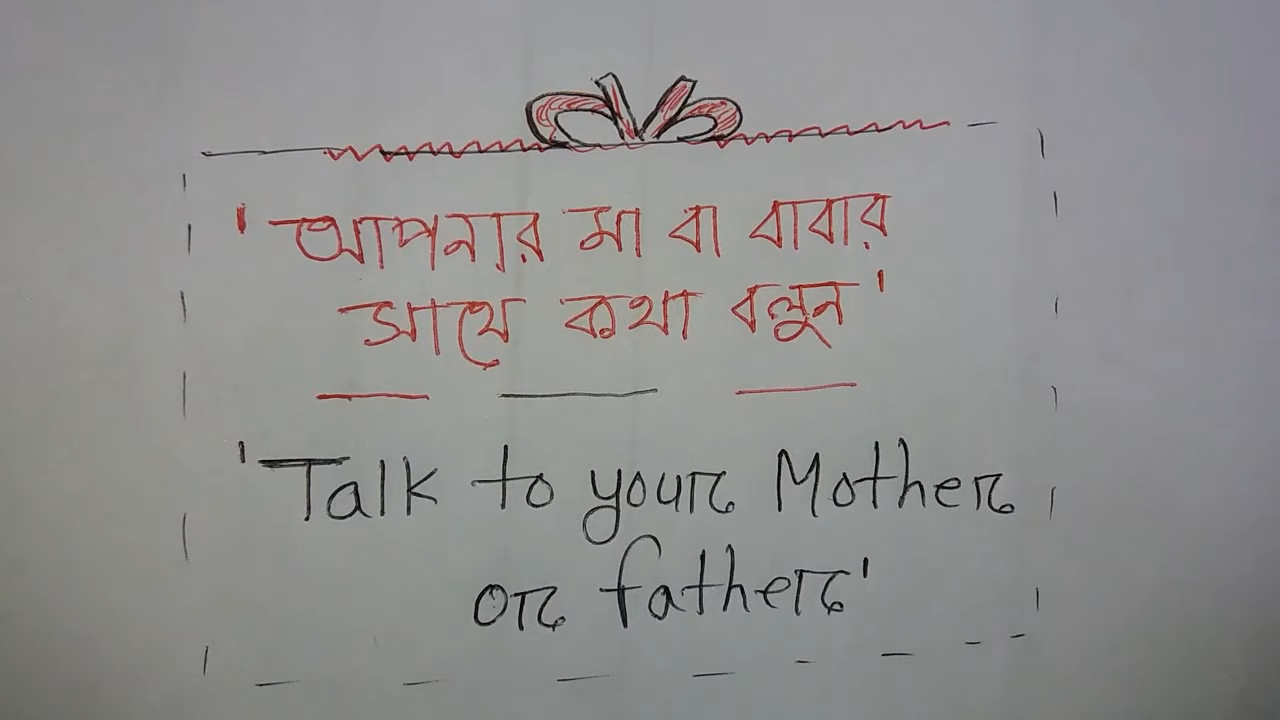 'আপনার মা বা বাবার
সাথে কথা বলুন'
'Talk to your Mother
or father'